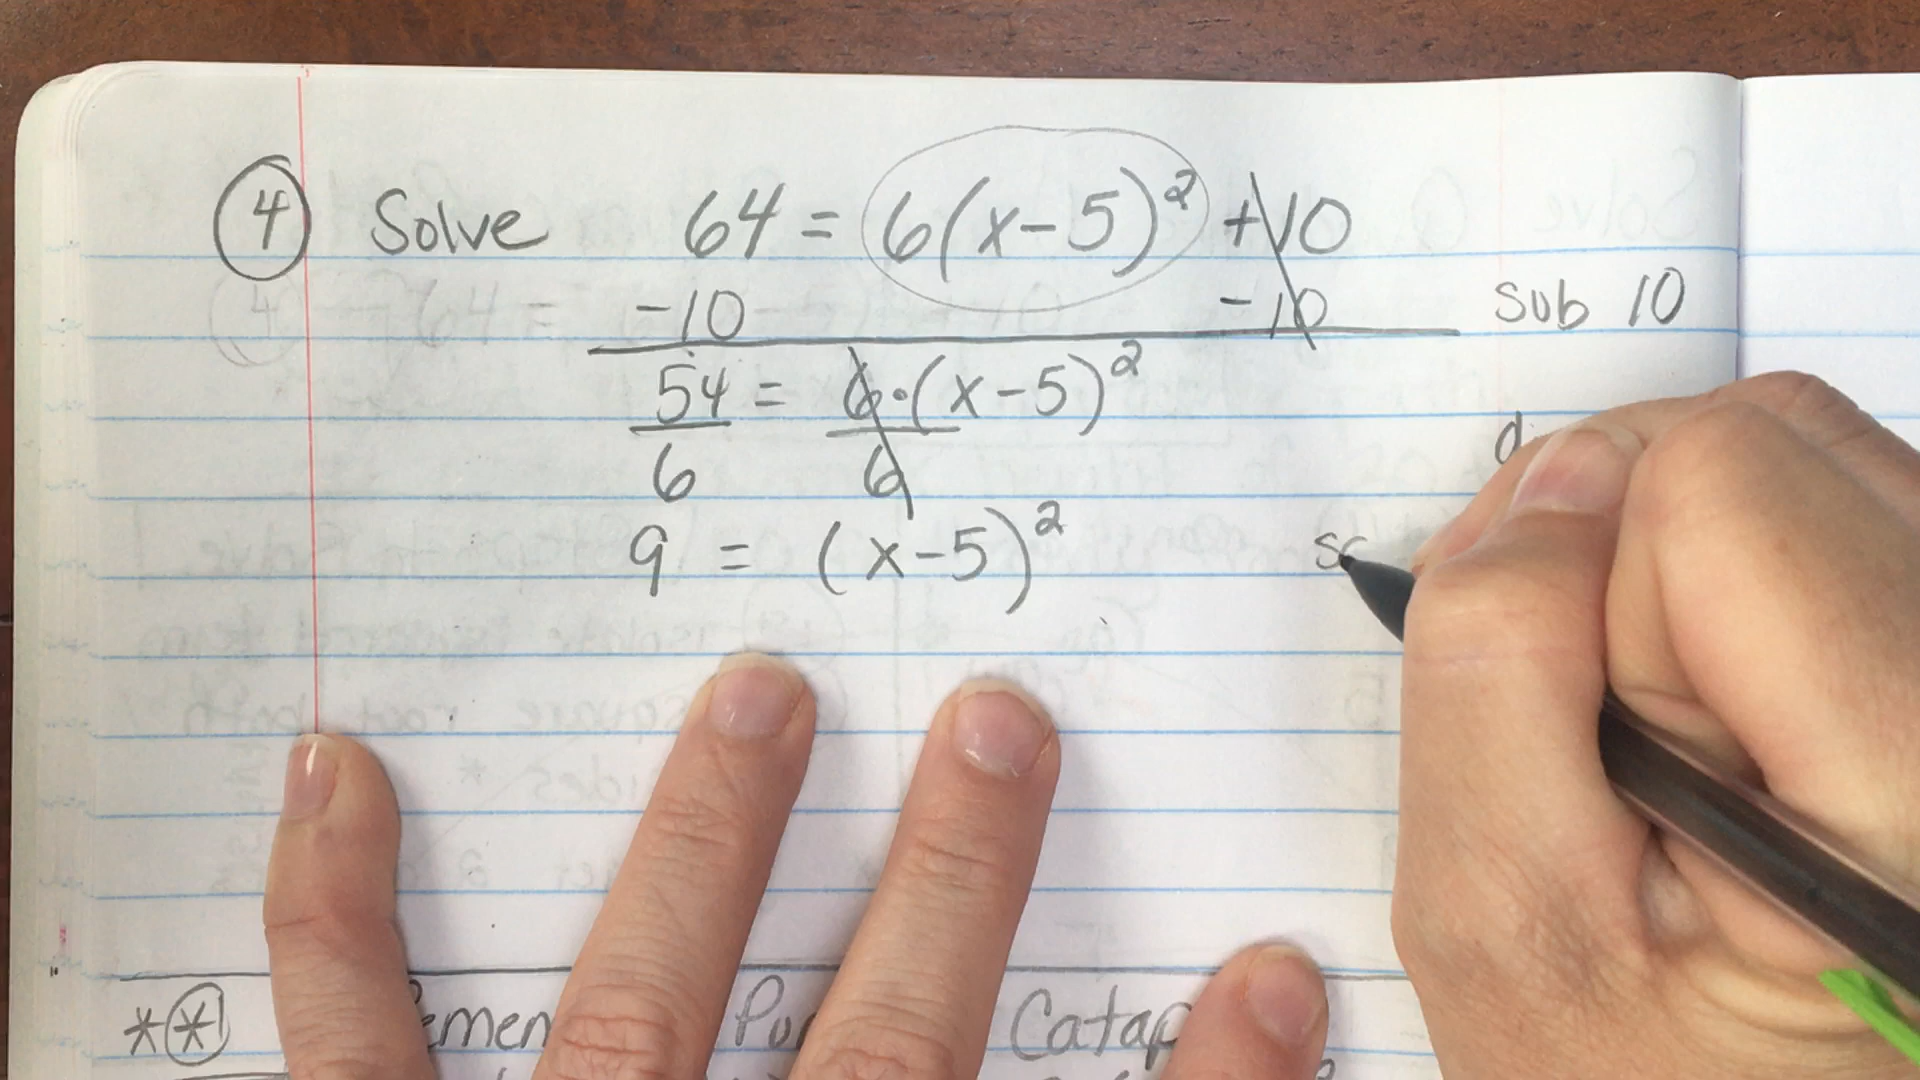 4 Solve 64 = 6(x-5)² +10
-10 -10 sub 10
54 = 6·(x-5)²
6 6
9 = (x-5)²
** Catap